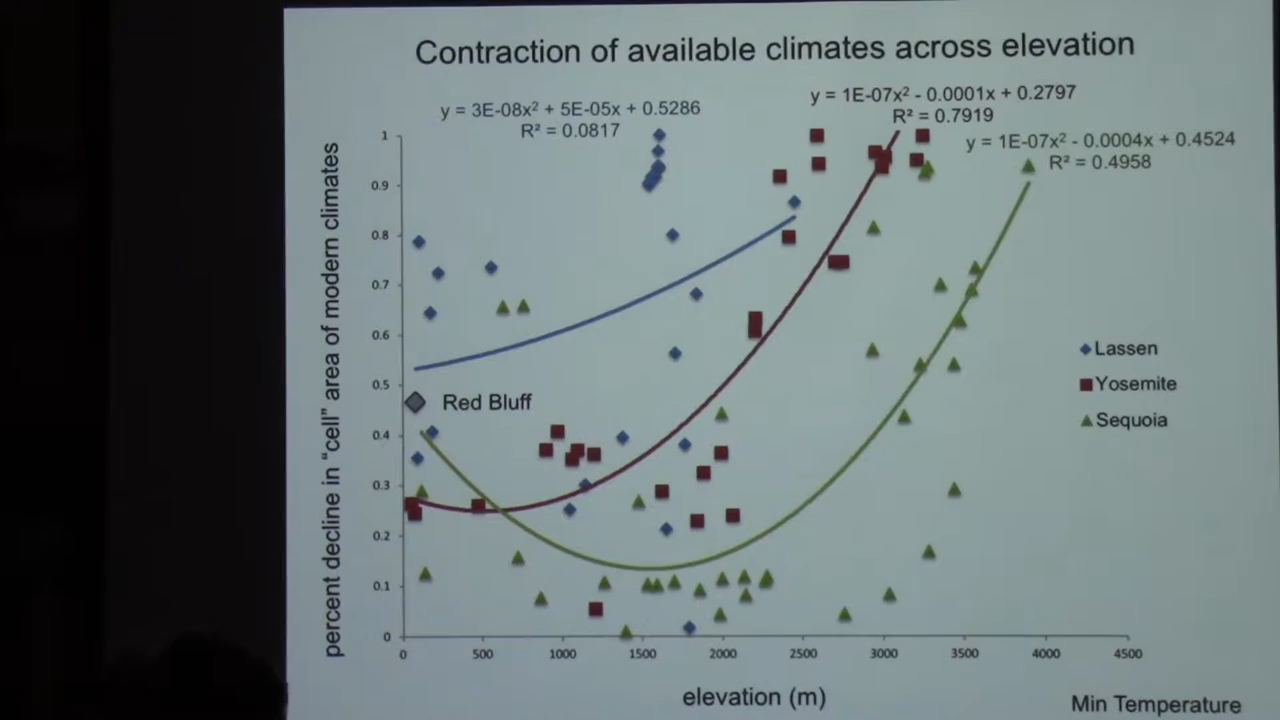 Contraction of available climates across elevation
y = 3E-08x² + 5E-05x + 0.5286
R² = 0.0817
y = 1E-07x² - 0.0001x + 0.2797
R² = 0.7919
y = 1E-07x² - 0.0004x + 0.4524
R² = 0.4958
percent decline in "cell" area of modern climates
1
0.9
0.8
0.7
0.6
0.5
0.4
0.3
0.2
0.1
0
Red Bluff
Lassen
Yosemite
Sequoia
0 500 1000 1500 2000 2500 3000 3500 4000 4500
elevation (m)
Min Temperature